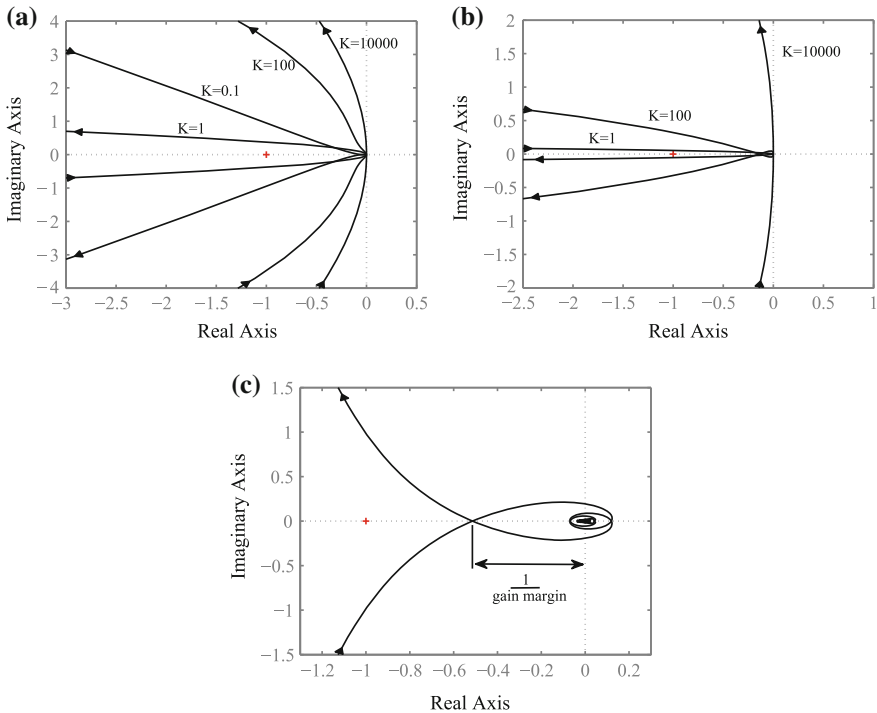 (a)
4
3
2
1
0
−1
−2
−3
−4
K=10000
K=100
K=0.1
K=1
−3 −2.5 −2 −1.5 −1 −0.5 0 0.5
Real Axis
Imaginary Axis
(b)
2
1.5
1
0.5
0
−0.5
−1
−1.5
−2
K=10000
K=100
K=1
−2.5 −2 −1.5 −1 −0.5 0 0.5 1
Real Axis
Imaginary Axis
(c)
1.5
1
0.5
0
−0.5
−1
−1.5
1
gain margin
−1.2 −1 −0.8 −0.6 −0.4 −0.2 0 0.2
Real Axis
Imaginary Axis